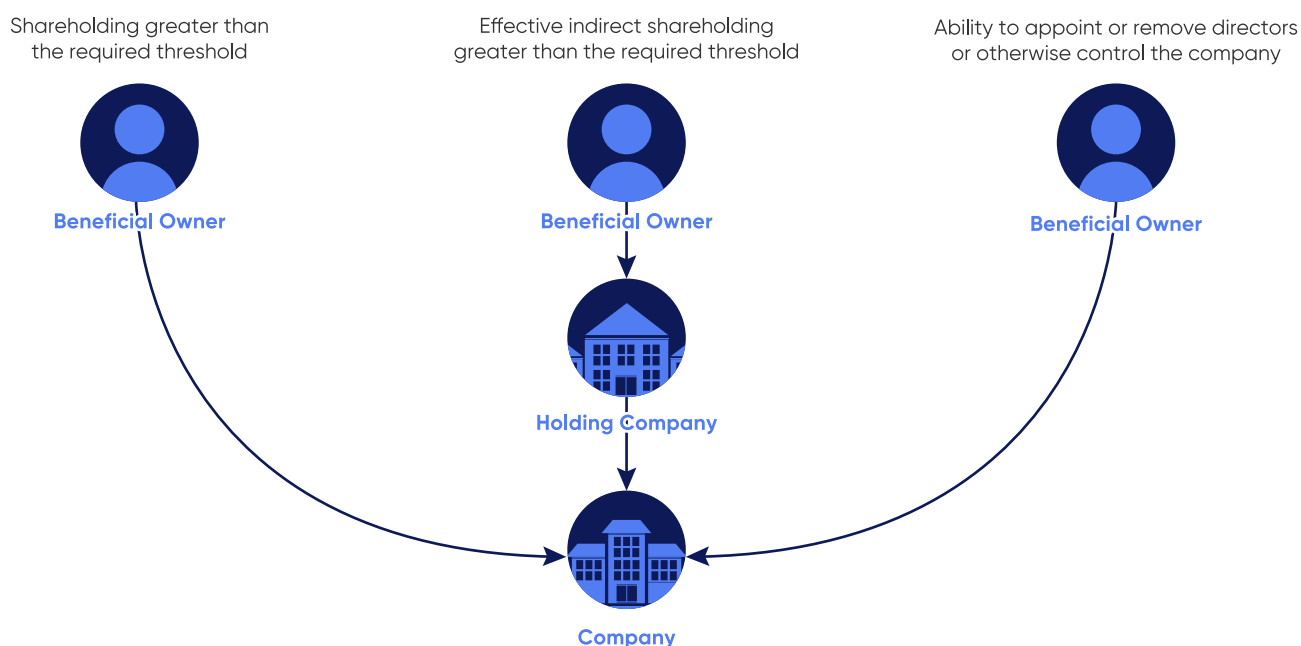 Shareholding greater than
the required threshold
Effective indirect shareholding
greater than the required threshold
Ability to appoint or remove directors
or otherwise control the company
Beneficial Owner
Beneficial Owner
Beneficial Owner
Holding Company
Company